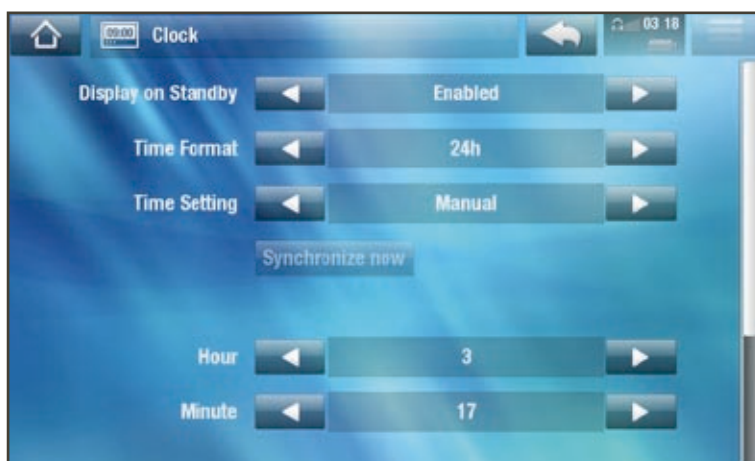 09:00 Clock 03 18
Display on Standby Enabled
Time Format 24h
Time Setting Manual
Synchronize now
Hour 3
Minute 17